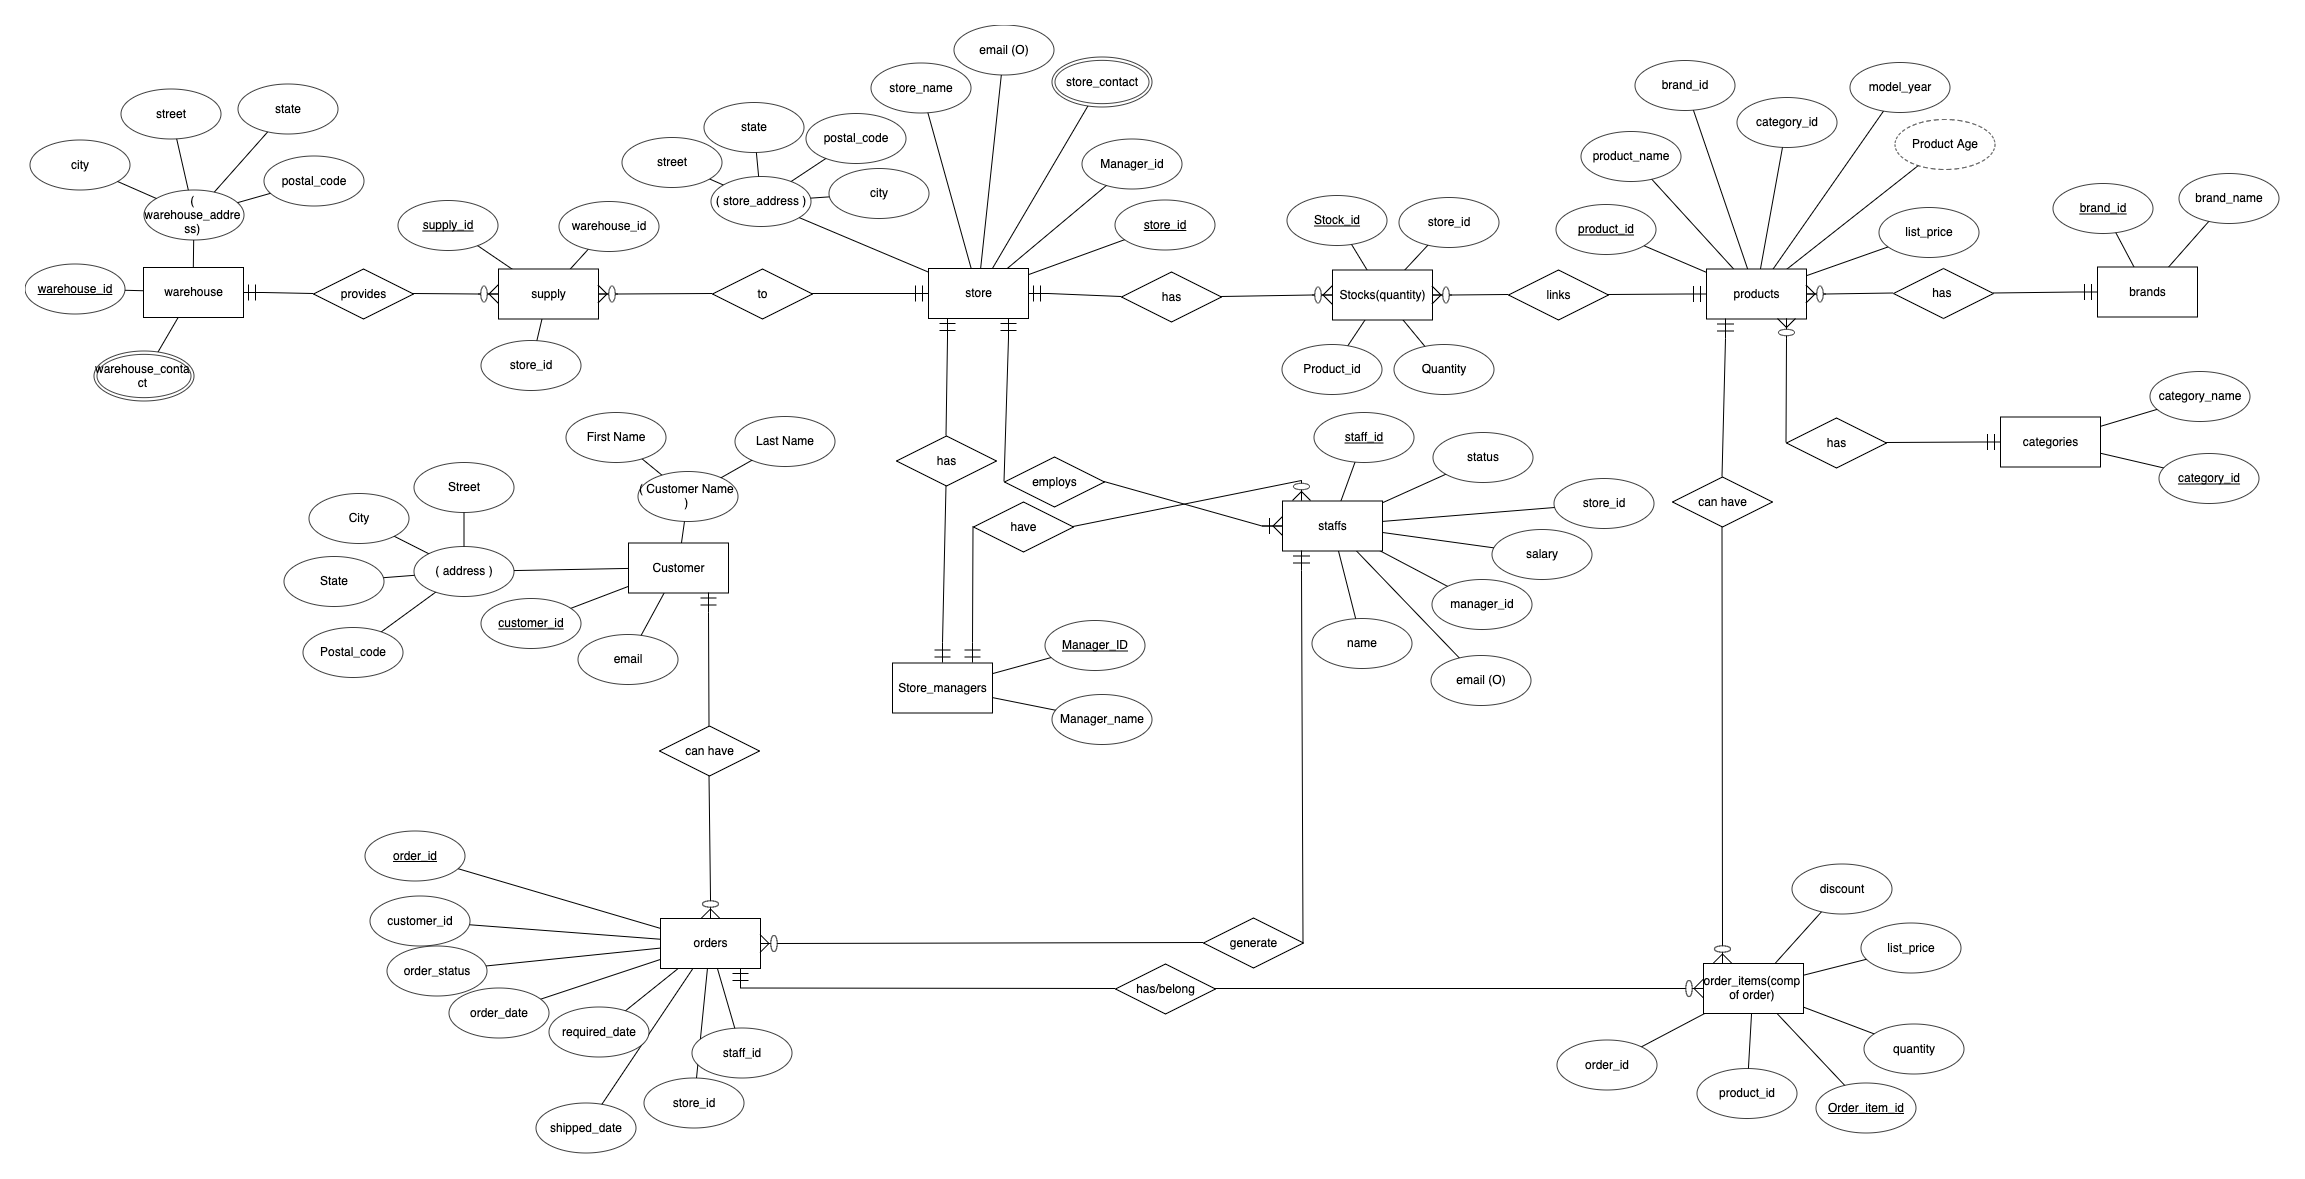 email (O)
store_contact
store_name
brand_id
model_year
street
state
state
postal_code
category_id
Product Age
product_name
city
postal_code
street
Manager_id
city
( store_address )
(
warehouse_addre
ss)
supply_id
warehouse_id
store_id
Stock_id
store_id
product_id
list_price
brand_id
brand_name
warehouse_id
warehouse
provides
supply
to
store
has
Stocks(quantity)
links
products
has
brands
warehouse_conta
ct
store_id
Product_id
Quantity
category_name
First Name
Last Name
staff_id
status
has
categories
category_id
has
employs
( Customer Name
)
Street
City
store_id
can have
have
staffs
salary
Customer
( address )
State
customer_id
manager_id
Postal_code
email
name
email (O)
Manager_ID
Store_managers
Manager_name
can have
order_id
customer_id
order_status
order_date
required_date
shipped_date
store_id
staff_id
orders
generate
has/belong
discount
list_price
order_items(comp
of order)
quantity
order_id
product_id
Order_item_id